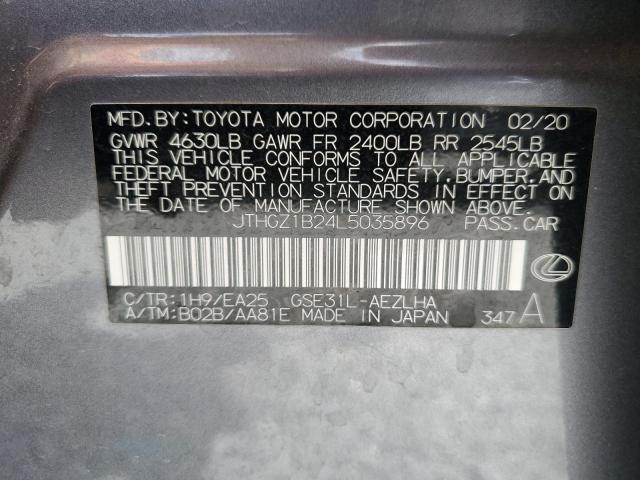 MFD. BY: TOYOTA MOTOR CORPORATION 02/20
GVWR 4630LB GAWR FR 2400LB RR 2545LB
THIS VEHICLE CONFORMS TO ALL APPLICABLE
FEDERAL MOTOR VEHICLE SAFETY, BUMPER, AND
THEFT PREVENTION STANDARDS IN EFFECT ON
THE DATE OF MANUFACTURE SHOWN ABOVE.
JTHGZ1B24L5035896 PASS. CAR
C/TR: 1H9/EA25 GSE31L-AEZLHA
A/TM: B02B/AA81E MADE IN JAPAN 347 A